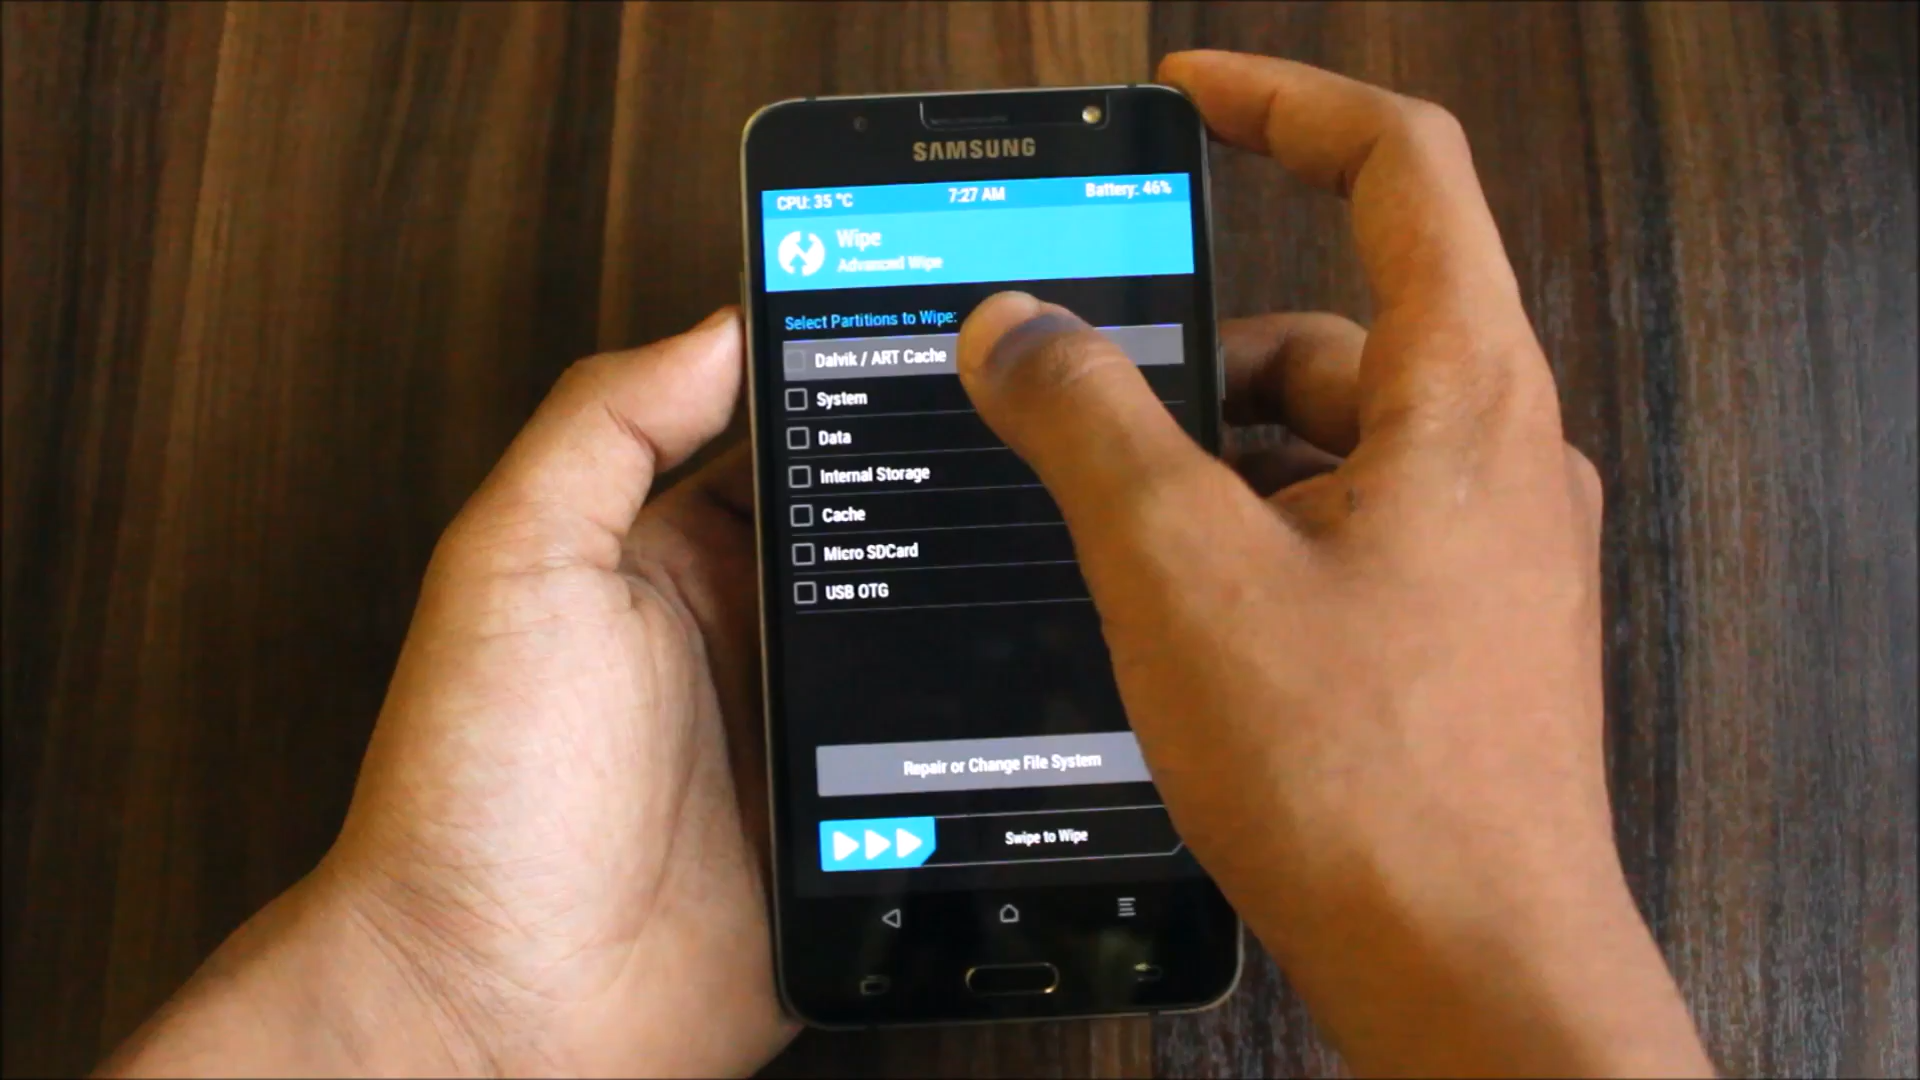 SAMSUNG
CPU: 35 °C 7:27 AM Battery: 46%
Wipe
Advanced Wipe
Select Partitions to Wipe:
Dalvik / ART Cache
System
Data
Internal Storage
Cache
Micro SDCard
USB OTG
Repair or Change File System
Swipe to Wipe